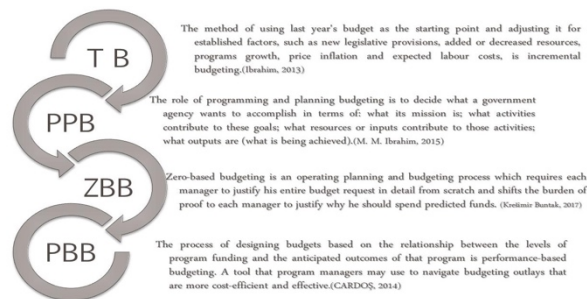 T B
The method of using last year's budget as the starting point and adjusting it for
established factors, such as new legislative provisions, added or decreased resources,
programs growth, price inflation and expected labour costs, is incremental
budgeting.(Ibrahim, 2013)
PPB
The role of programming and planning budgeting is to decide what a government
agency wants to accomplish in terms of: what its mission is; what activities
contribute to these goals; what resources or inputs contribute to those activities;
what outputs are (what is being achieved).(M. M. Ibrahim, 2015)
ZBB
Zero-based budgeting is an operating planning and budgeting process which requires each
manager to justify his entire budget request in detail from scratch and shifts the burden of
proof to each manager to justify why he should spend predicted funds. (Krešimir Buntak, 2017)
PBB
The process of designing budgets based on the relationship between the levels of
program funding and the anticipated outcomes of that program is performance-based
budgeting. A tool that program managers may use to navigate budgeting outlays
that are more cost-efficient and effective.(CARDOŞ, 2014)